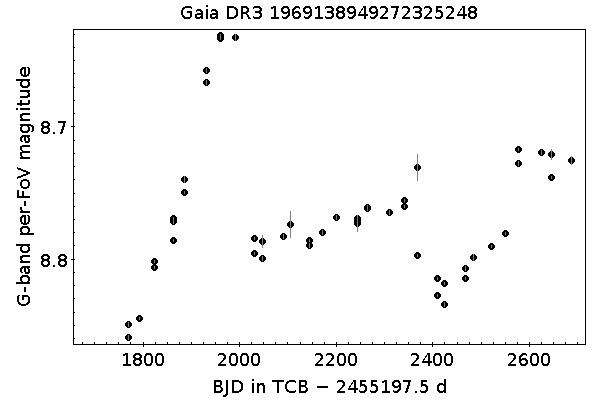 Gaia DR3 1969138949272325248
G-band per-FoV magnitude
8.7
8.8
1800
2000
2200
2400
2600
BJD in TCB − 2455197.5 d